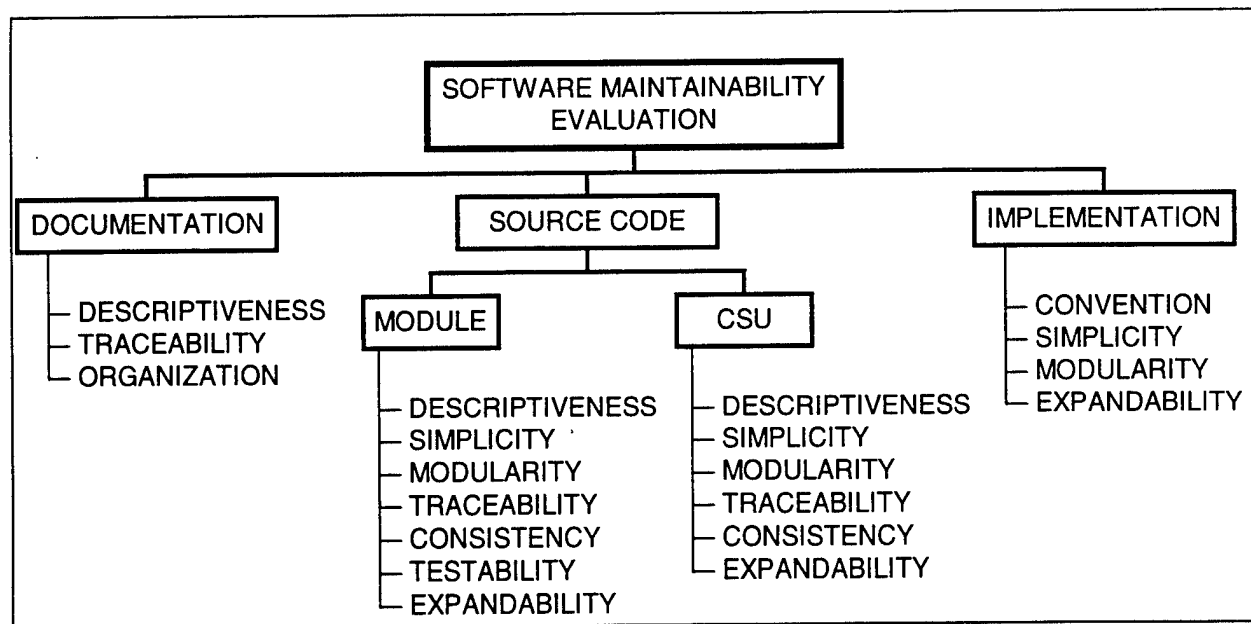 SOFTWARE MAINTAINABILITY
EVALUATION
DOCUMENTATION
SOURCE CODE
IMPLEMENTATION
DESCRIPTIVENESS
TRACEABILITY
ORGANIZATION
MODULE
CSU
DESCRIPTIVENESS
SIMPLICITY
MODULARITY
TRACEABILITY
CONSISTENCY
TESTABILITY
EXPANDABILITY
DESCRIPTIVENESS
SIMPLICITY
MODULARITY
TRACEABILITY
CONSISTENCY
EXPANDABILITY
CONVENTION
SIMPLICITY
MODULARITY
EXPANDABILITY